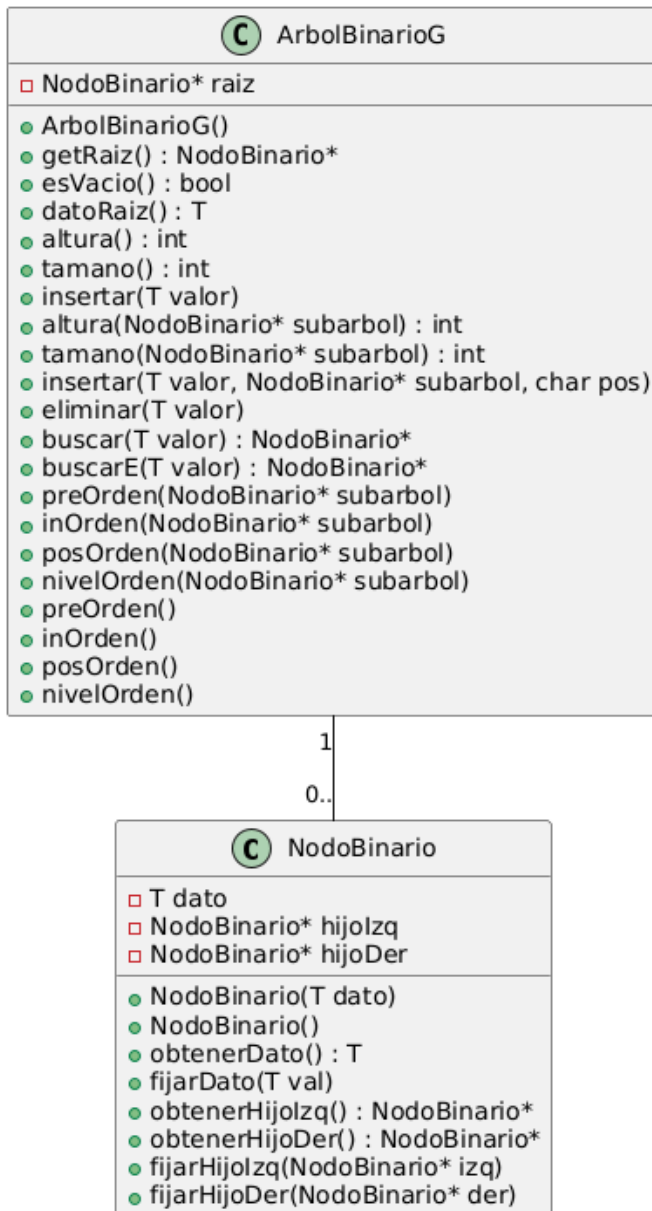 C ArbolBinarioG
NodoBinario* raiz
ArbolBinarioG()
getRaiz() : NodoBinario*
esVacio() : bool
datoRaiz() : T
altura() : int
tamano() : int
insertar(T valor)
altura(NodoBinario* subarbol) : int
tamano(NodoBinario* subarbol) : int
insertar(T valor, NodoBinario* subarbol, char pos)
eliminar(T valor)
buscar(T valor) : NodoBinario*
buscarE(T valor) : NodoBinario*
preOrden(NodoBinario* subarbol)
inOrden(NodoBinario* subarbol)
posOrden(NodoBinario* subarbol)
nivelOrden(NodoBinario* subarbol)
preOrden()
inOrden()
posOrden()
nivelOrden()
1
0..
C NodoBinario
T dato
NodoBinario* hijoIzq
NodoBinario* hijoDer
NodoBinario(T dato)
NodoBinario()
obtenerDato() : T
fijarDato(T val)
obtenerHijoIzq() : NodoBinario*
obtenerHijoDer() : NodoBinario*
fijarHijoIzq(NodoBinario* izq)
fijarHijoDer(NodoBinario* der)